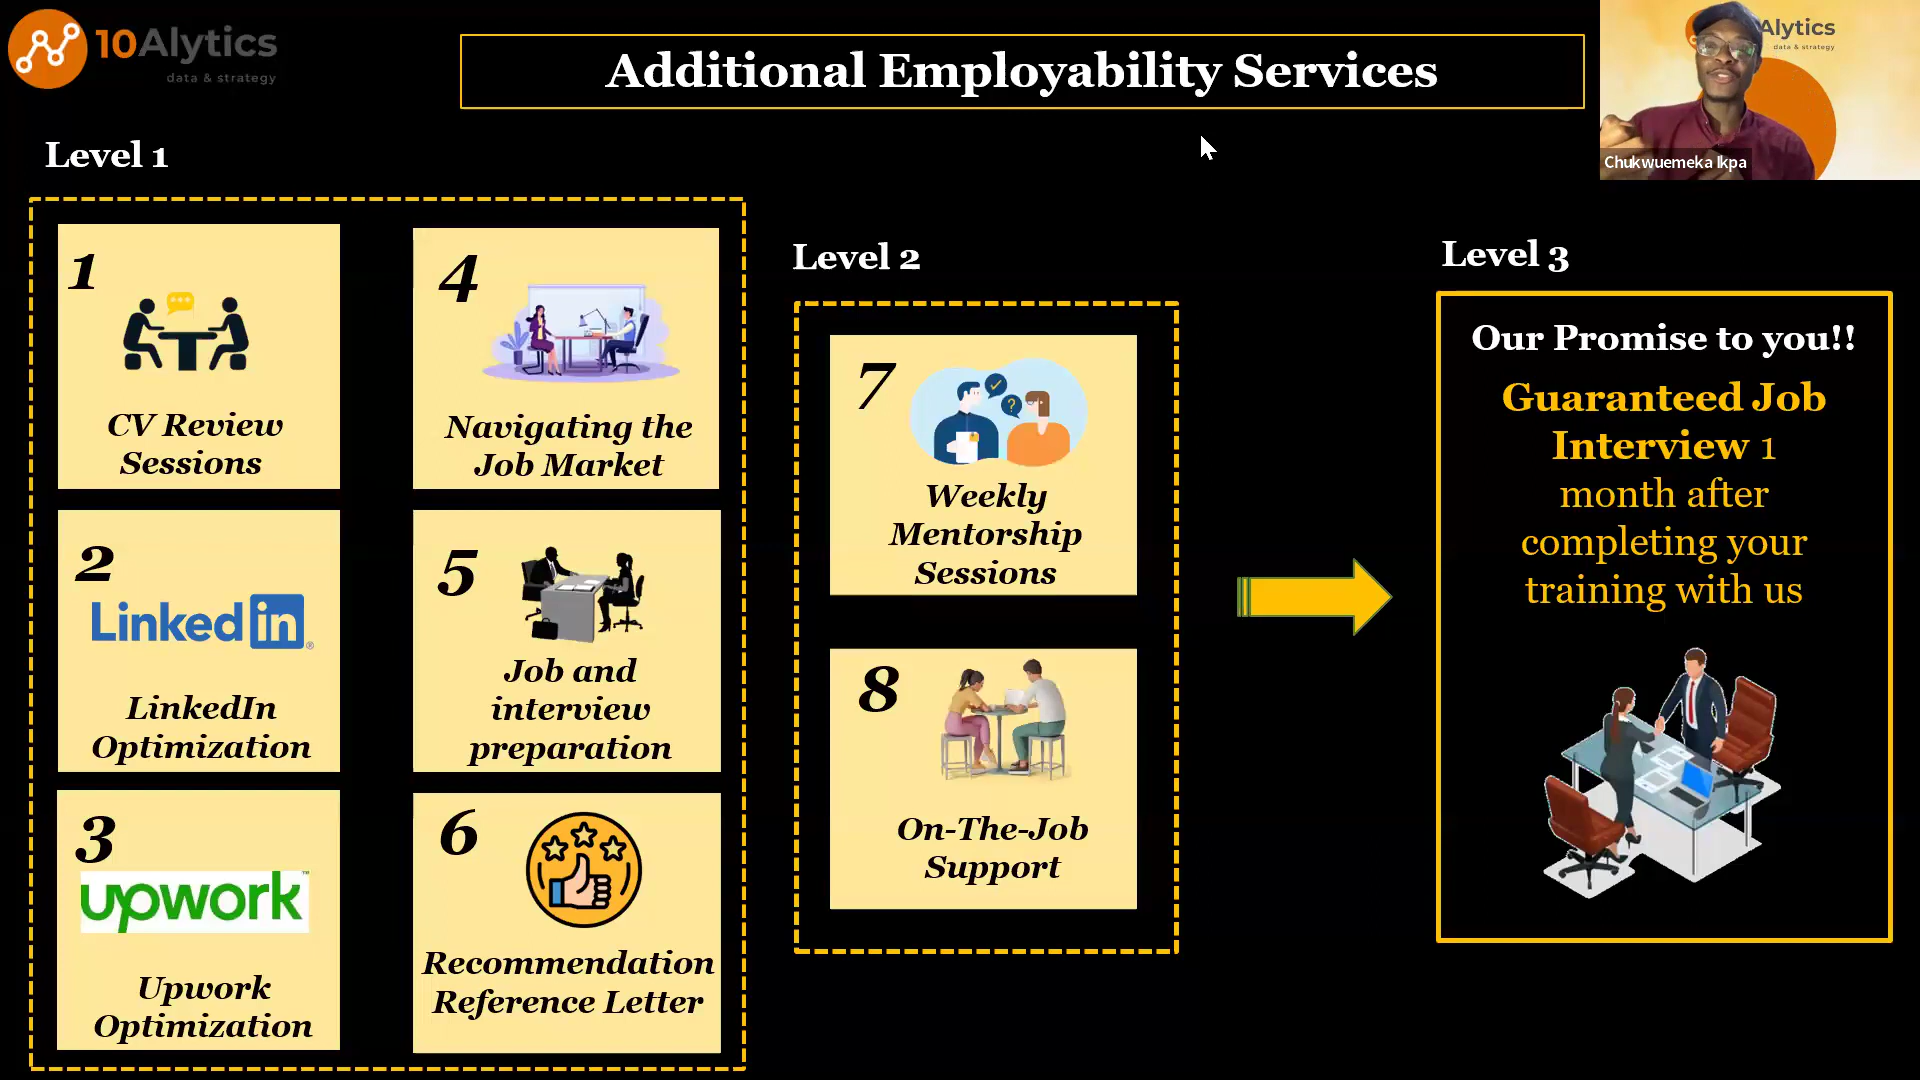 10Alytics
data & strategy
Additional Employability Services
Alytics
data & strategy
Chukwuemeka Ikpa
Level 1
1
CV Review
Sessions
2
LinkedIn
LinkedIn
Optimization
3
upwork™
Upwork
Optimization
4
Navigating the
Job Market
5
Job and
interview
preparation
6
Recommendation
Reference Letter
Level 2
7
?
Weekly
Mentorship
Sessions
8
On-The-Job
Support
Level 3
Our Promise to you!!
Guaranteed Job
Interview 1
month after
completing your
training with us